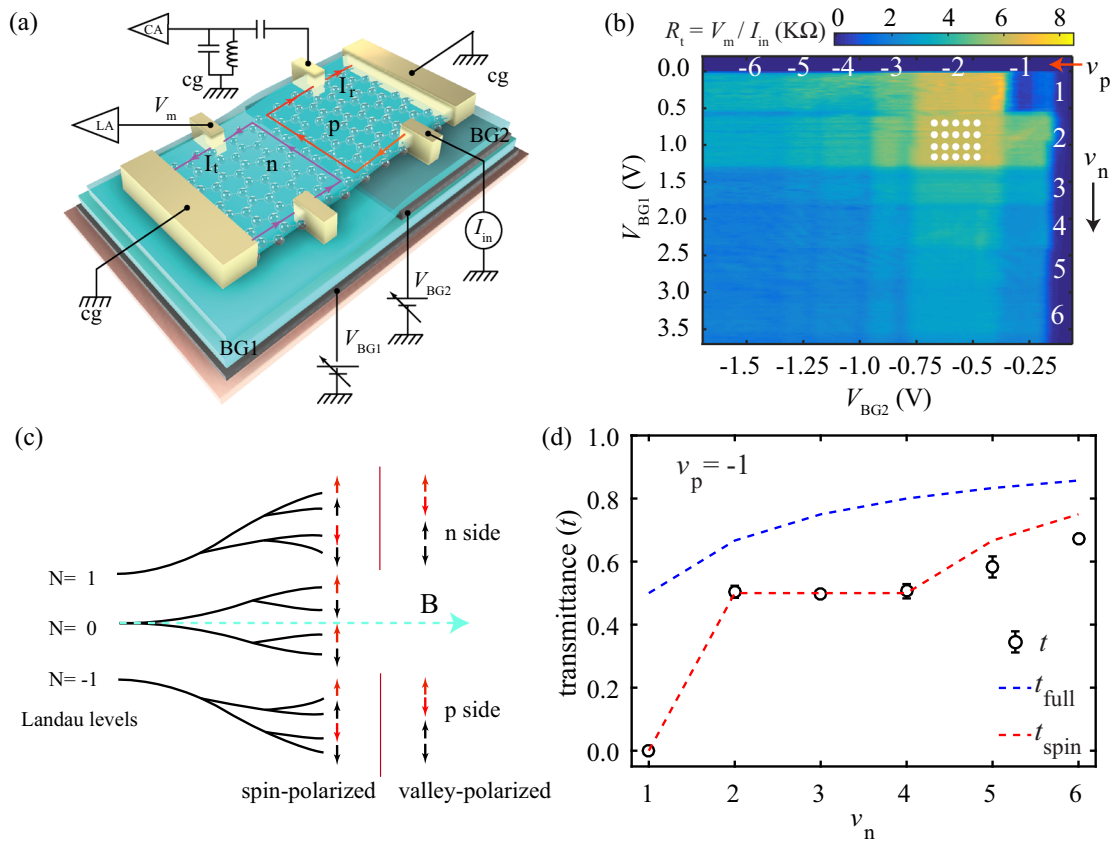 (a)
CA
cg
V_m
LA
I_r
cg
p
I_t
n
BG2
I_in
cg
V_BG2
V_BG1
BG1
(b)
R_t = V_m / I_in (KΩ)
0 2 4 6 8
-6 -5 -4 -3 -2 -1
ν_p
1
2
3
4
5
6
ν_n
0.0
0.5
1.0
1.5
2.0
2.5
3.0
3.5
V_BG1 (V)
-1.5 -1.25 -1.0 -0.75 -0.5 -0.25
V_BG2 (V)
(c)
N= 1
N= 0
N= -1
Landau levels
n side
B
p side
spin-polarized valley-polarized
(d)
ν_p = -1
transmittance (t)
1.0
0.8
0.6
0.4
0.2
0.0
t
t_full
t_spin
1 2 3 4 5 6
ν_n